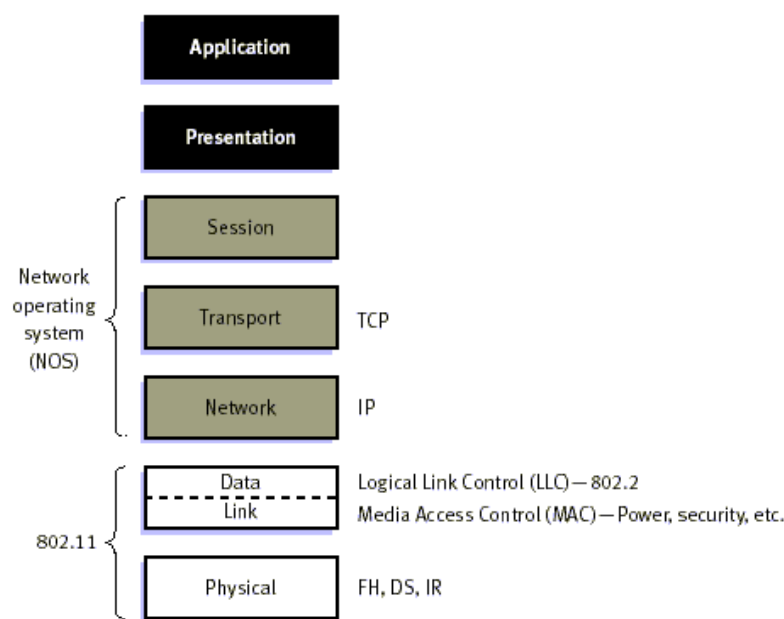 Application
Presentation
Session
Network
operating
system
(NOS)
Transport
TCP
Network
IP
Data
Link
Logical Link Control (LLC)—802.2
Media Access Control (MAC)—Power, security, etc.
802.11
Physical
FH, DS, IR